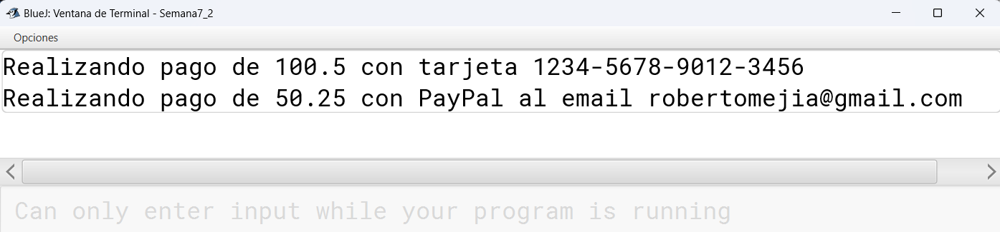 BlueJ: Ventana de Terminal - Semana7_2
Opciones
Realizando pago de 100.5 con tarjeta 1234-5678-9012-3456
Realizando pago de 50.25 con PayPal al email robertomejia@gmail.com
Can only enter input while your program is running